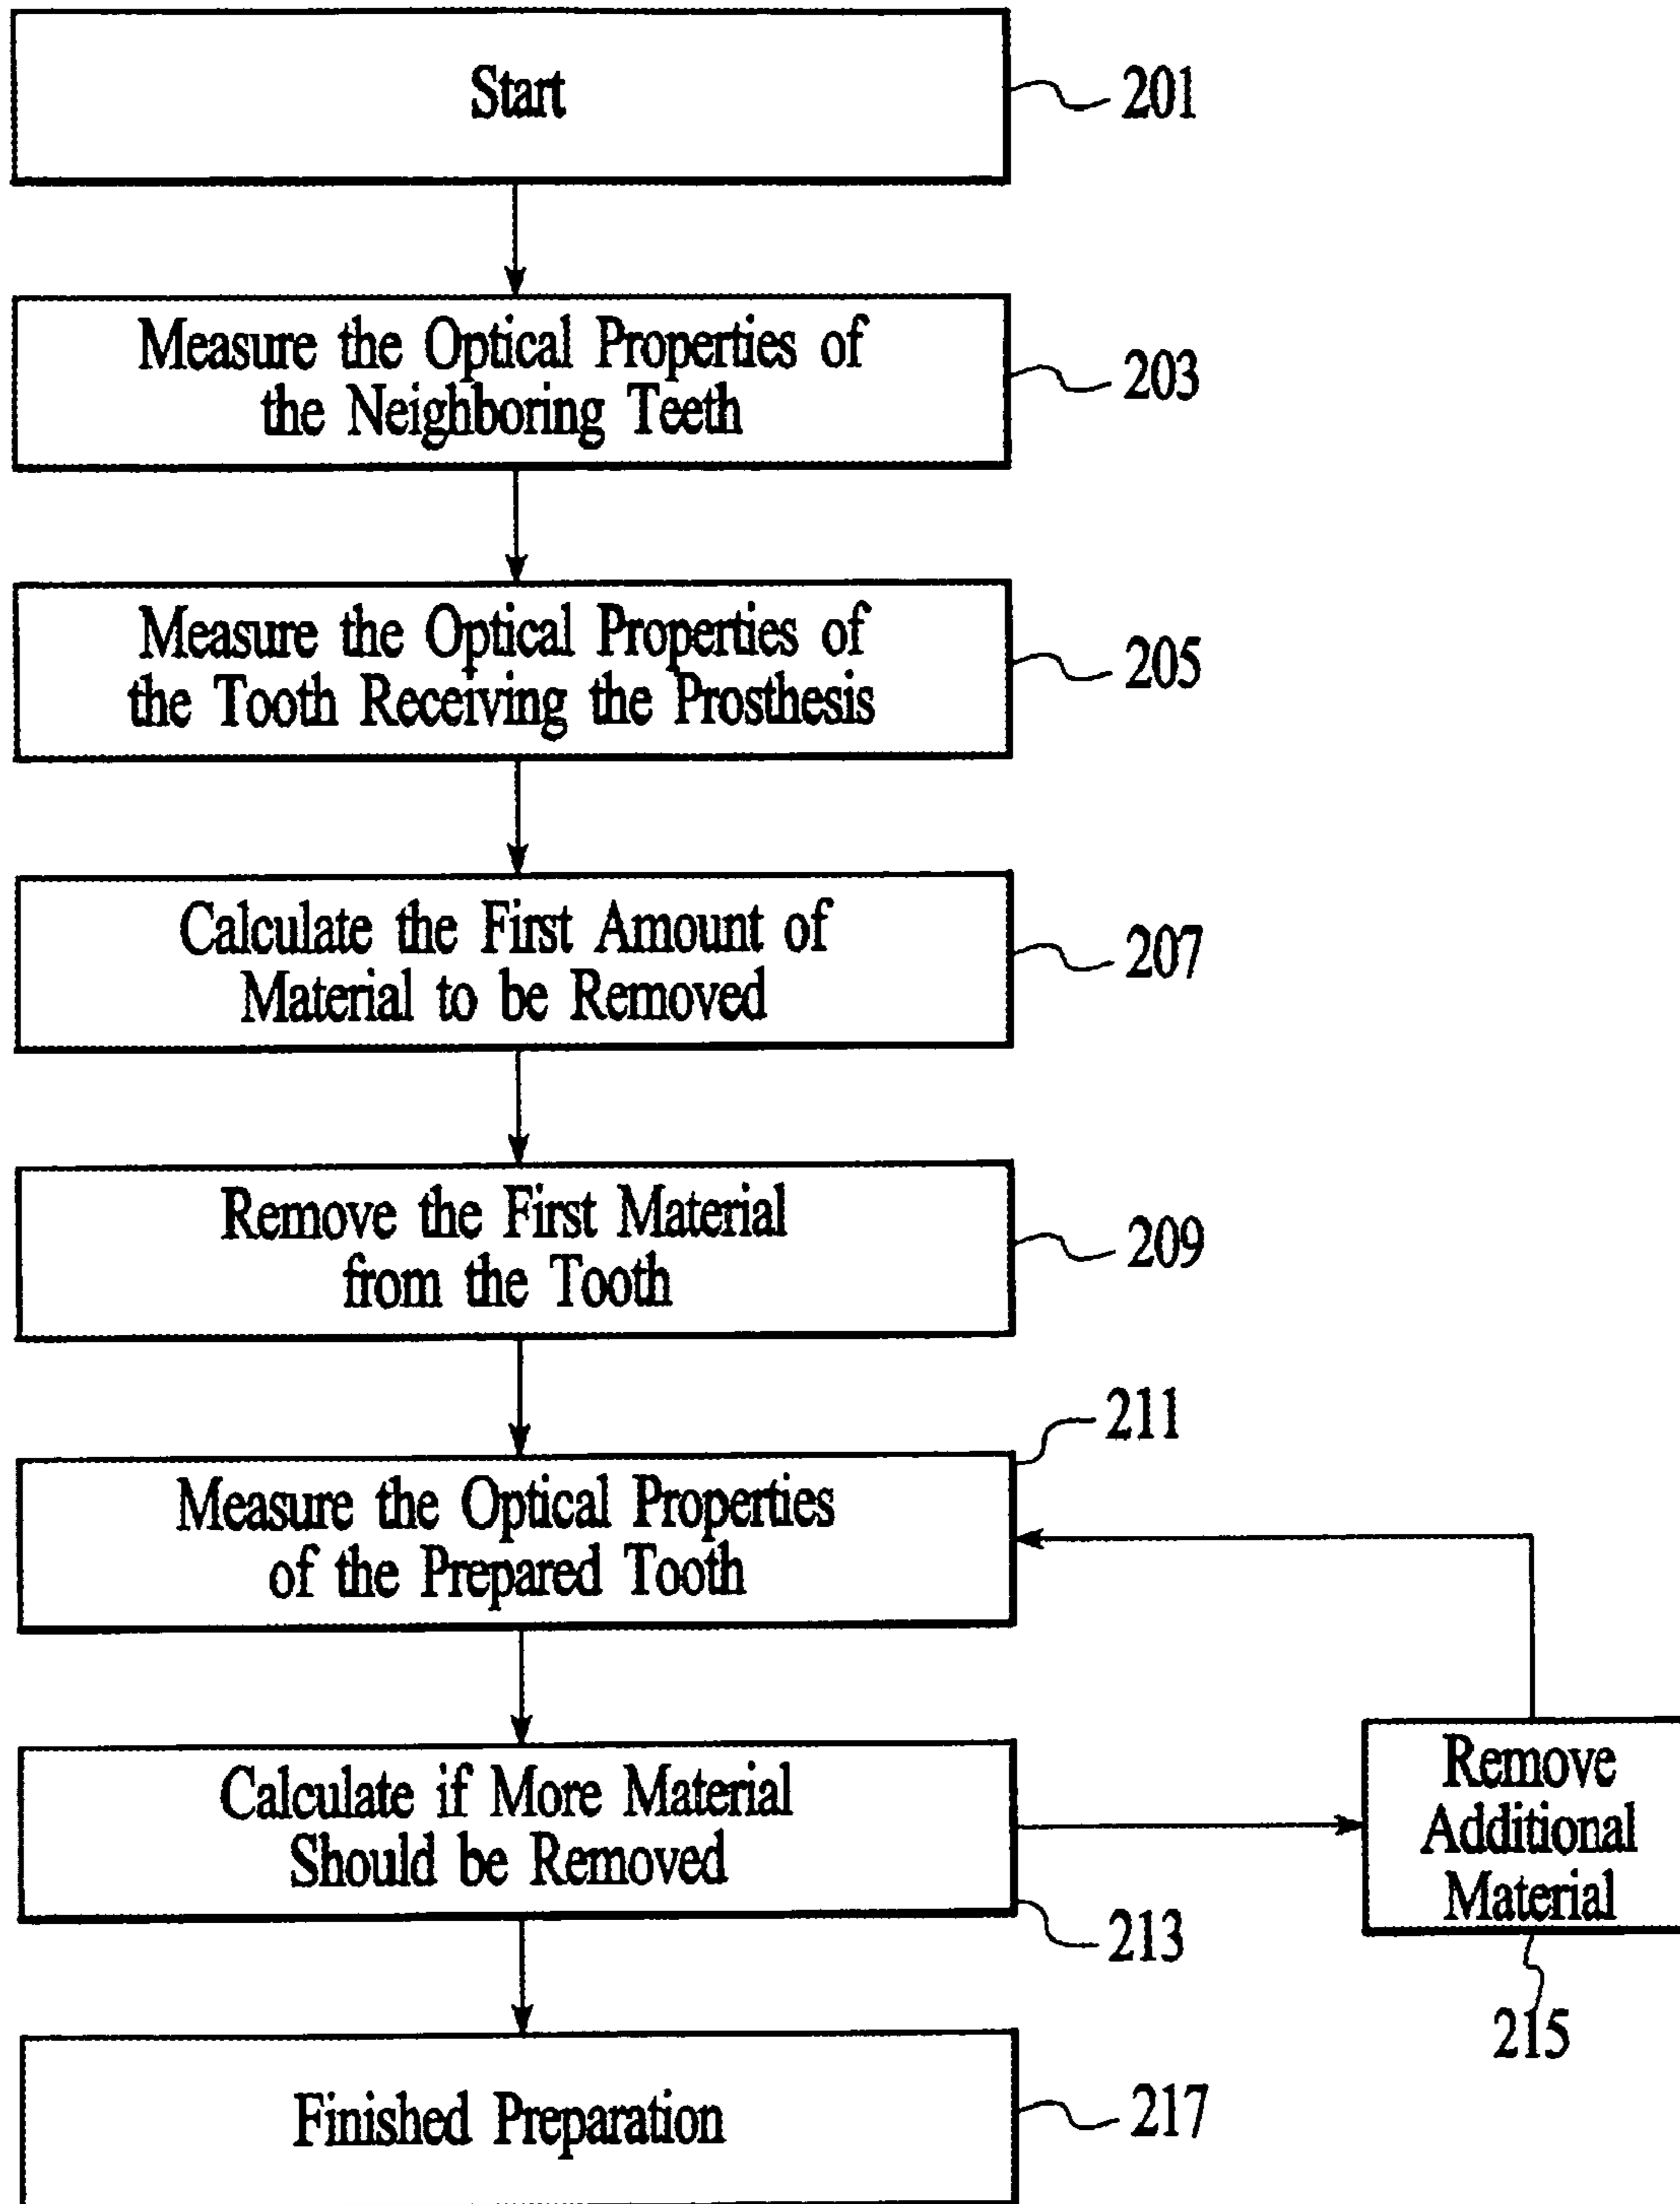 Start
201
Measure the Optical Properties of
the Neighboring Teeth
203
Measure the Optical Properties of
the Tooth Receiving the Prosthesis
205
Calculate the First Amount of
Material to be Removed
207
Remove the First Material
from the Tooth
209
211
Measure the Optical Properties
of the Prepared Tooth
Calculate if More Material
Should be Removed
213
Remove
Additional
Material
215
Finished Preparation
217